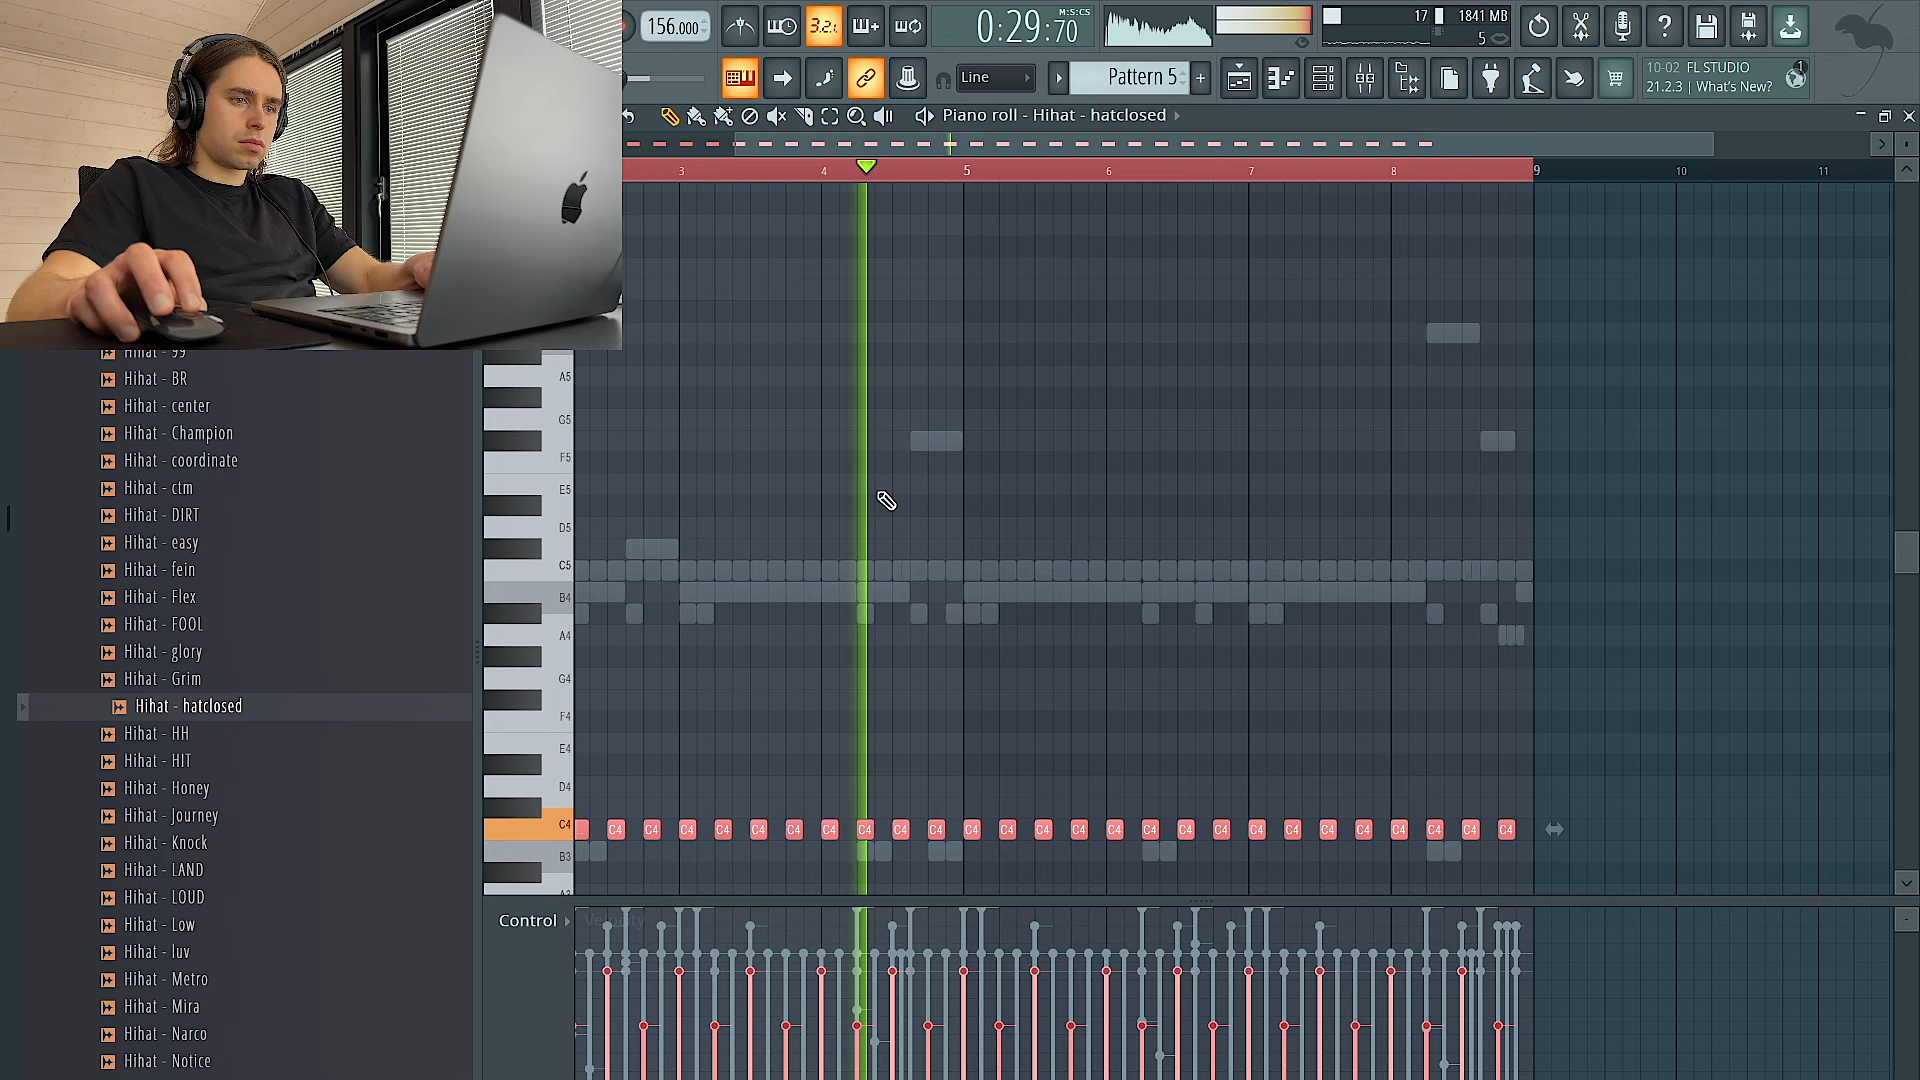 156.000
3.2.
0:29:70
M:S:CS
17
1841 MB
5
Line
Pattern 5
10-02 FL STUDIO
21.2.3 | What's New?
1
Piano roll - Hihat - hatclosed
3 4 5 6 7 8 9 10 11
Hihat - 99
Hihat - BR
Hihat - center
Hihat - Champion
Hihat - coordinate
Hihat - ctm
Hihat - DIRT
Hihat - easy
Hihat - fein
Hihat - Flex
Hihat - FOOL
Hihat - glory
Hihat - Grim
Hihat - hatclosed
Hihat - HH
Hihat - HIT
Hihat - Honey
Hihat - Journey
Hihat - Knock
Hihat - LAND
Hihat - LOUD
Hihat - Low
Hihat - luv
Hihat - Metro
Hihat - Mira
Hihat - Narco
Hihat - Notice
A5
G5
F5
E5
D5
C5
B4
A4
G4
F4
E4
D4
C4
C4 C4 C4 C4 C4 C4 C4 C4 C4 C4 C4 C4 C4 C4 C4 C4 C4 C4 C4 C4 C4 C4 C4 C4 C4 C4
B3
Control
Velocity